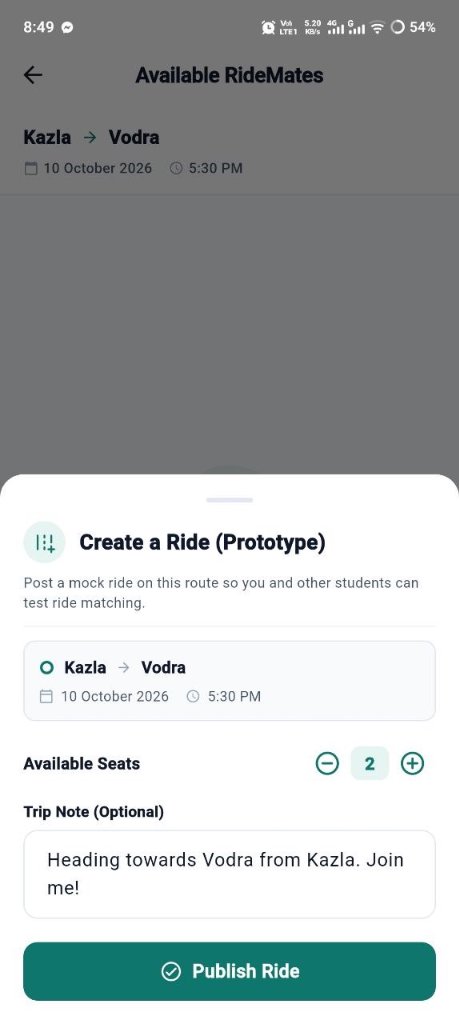 8:49
Vo)) LTE1 5.20 KB/s 4G G 54%
Available RideMates
Kazla → Vodra
10 October 2026 5:30 PM
Create a Ride (Prototype)
Post a mock ride on this route so you and other students can
test ride matching.
Kazla → Vodra
10 October 2026 5:30 PM
Available Seats 2
Trip Note (Optional)
Heading towards Vodra from Kazla. Join
me!
Publish Ride